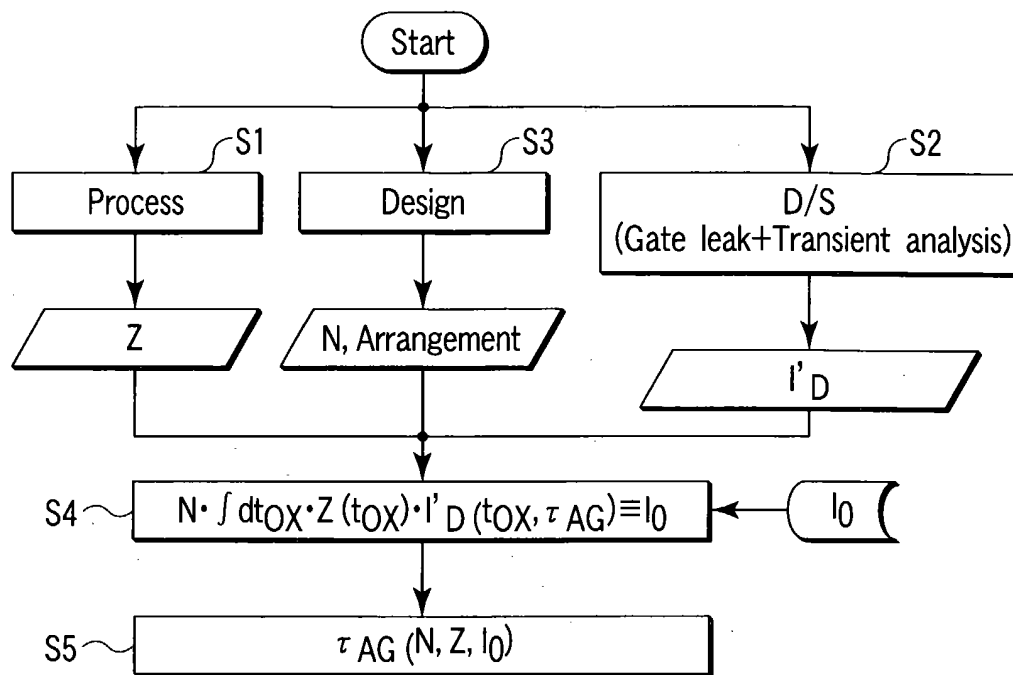 Start
S1
S3
S2
Process
Design
D/S
(Gate leak+Transient analysis)
Z
N, Arrangement
I'D
S4
N・∫dtOX・Z(tOX)・I'D(tOX, τAG)≡I0
I0
S5
τAG(N, Z, I0)